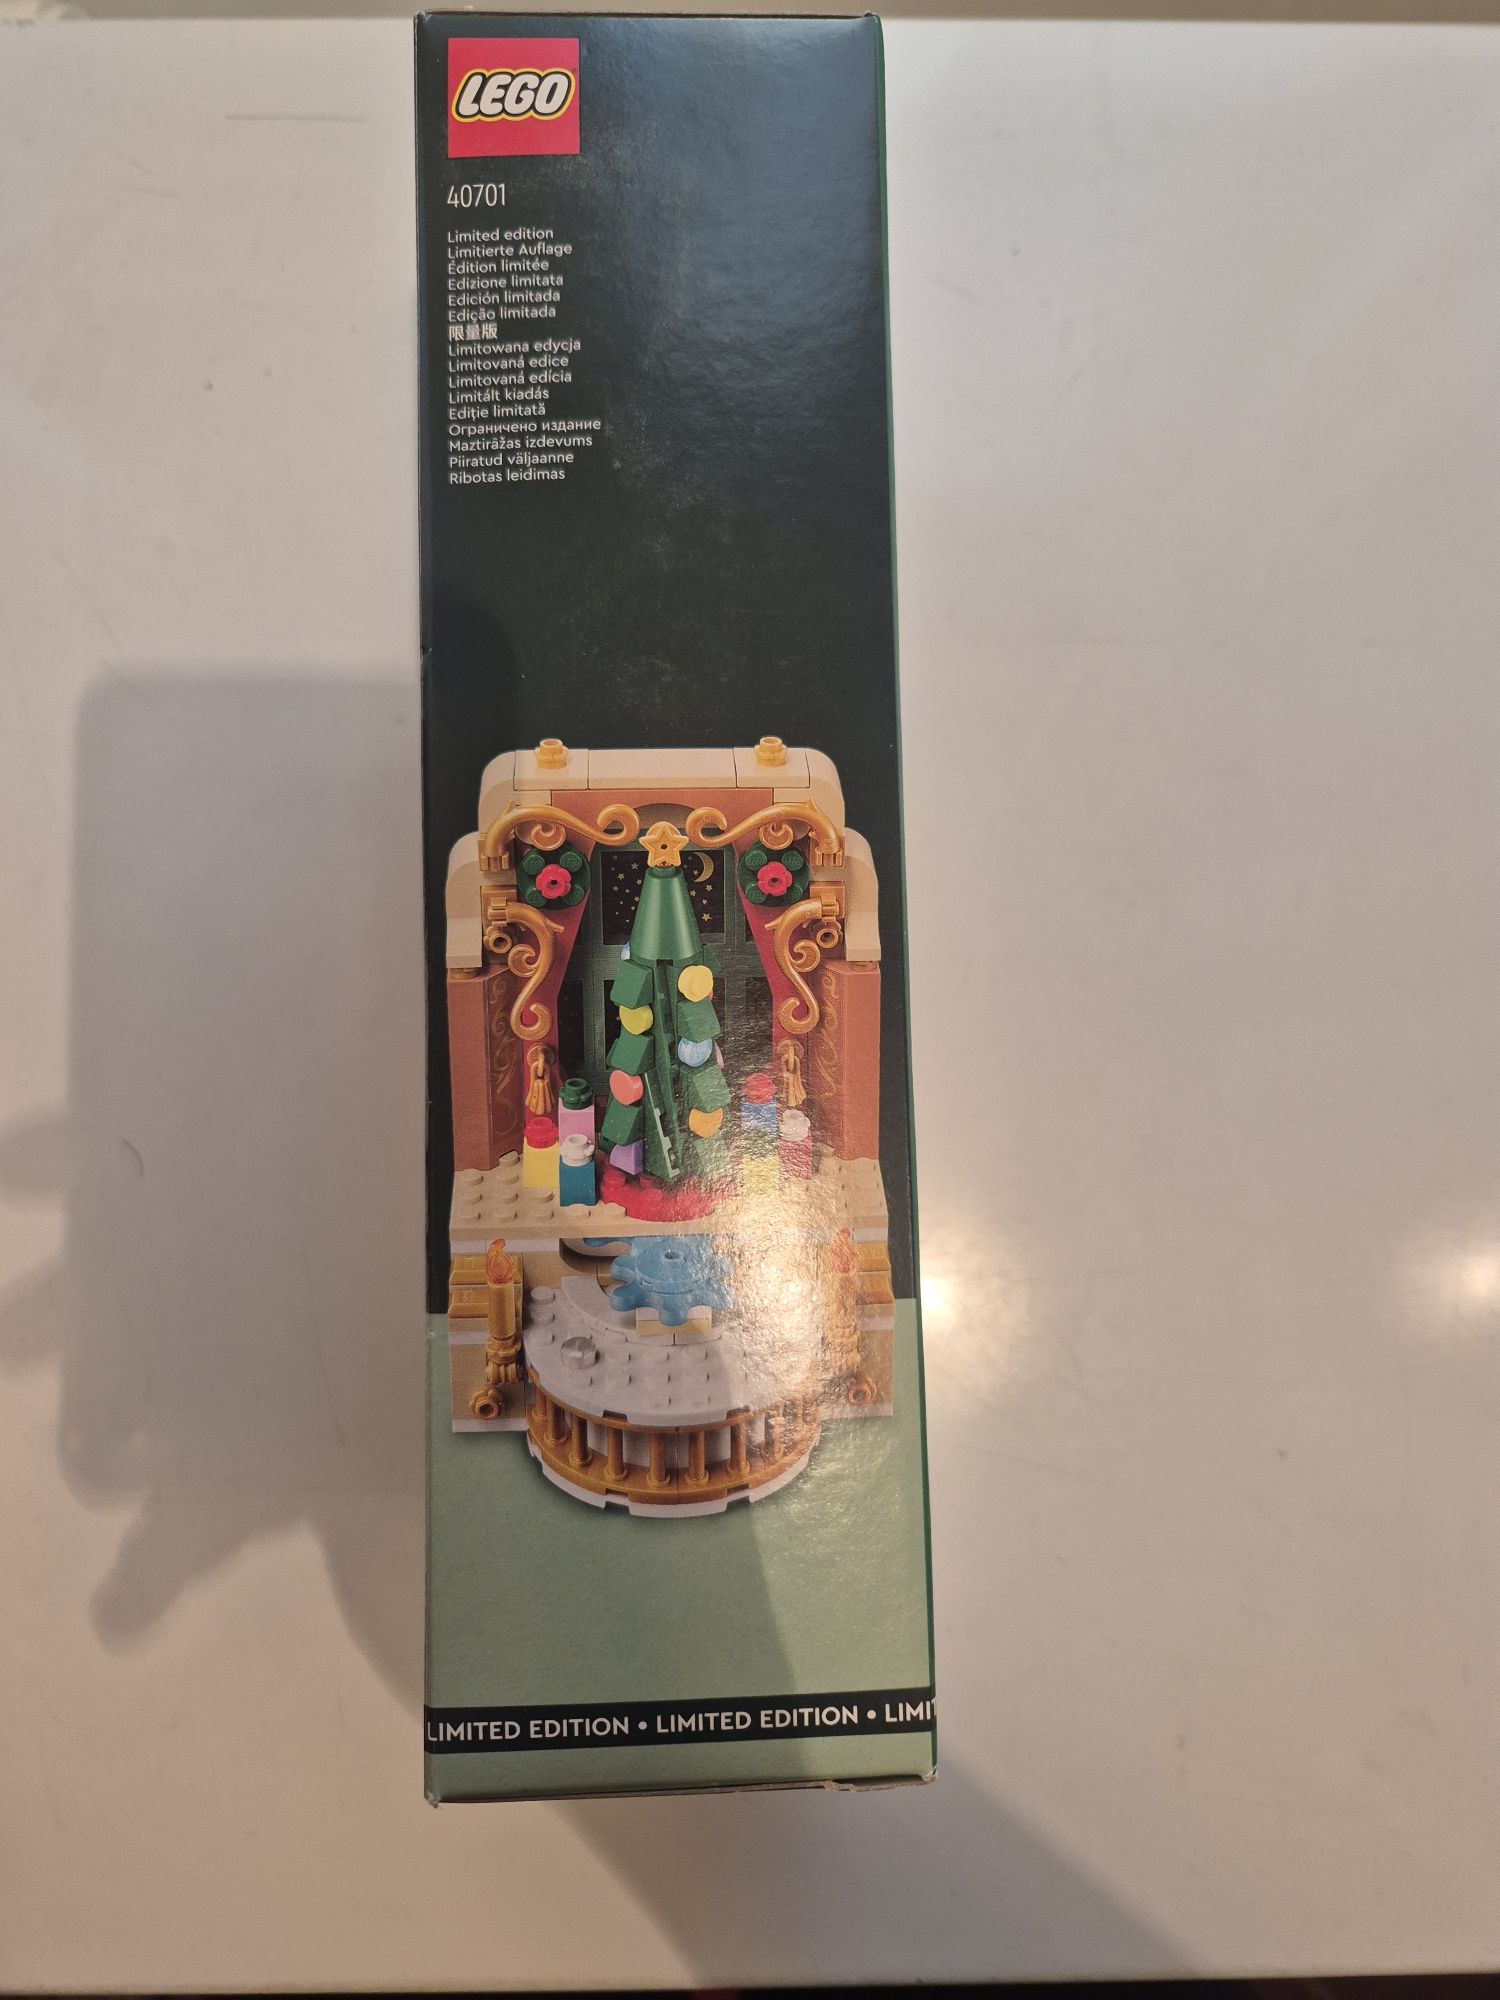 LEGO
40701
Limited edition
Limitierte Auflage
Édition limitée
Edizione limitata
Edición limitada
Edição limitada
限量版
Limitowana edycja
Limitovaná edice
Limitovaná edícia
Limitált kiadás
Ediție limitată
Ограничено издание
Maztirāžas izdevums
Piiratud väljaanne
Ribotas leidimas
LIMITED EDITION • LIMITED EDITION • LIMI